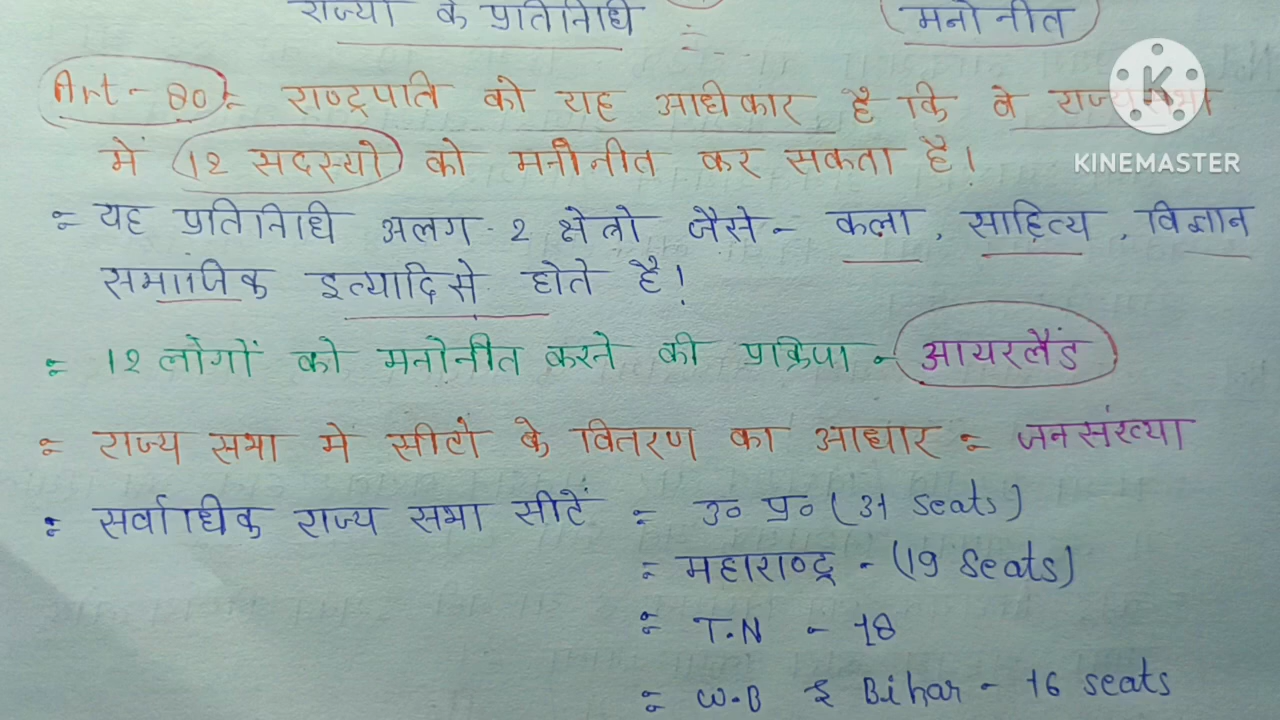 राज्यों के प्रतिनिधि
मनोनीत
Art - 80 :- राष्ट्रपति को यह अधिकार है कि वे राज्यसभा
में 12 सदस्यो को मनोनीत कर सकता है।
= यह प्रतिनिधि अलग - 2 क्षेत्रो जैसे - कला , साहित्य , विज्ञान
समाजिक इत्यादि से होते है।
= 12 लोगों को मनोनीत करने की प्रक्रिया - आयरलैंड
= राज्य सभा में सीटो के वितरण का आधार = जनसंख्या
= सर्वाधिक राज्य सभा सीटें = उ० प्र० (31 Seats)
= महाराष्ट्र - (19 Seats)
= T.N - 18
= W.B & Bihar - 16 seats
K
KINEMASTER